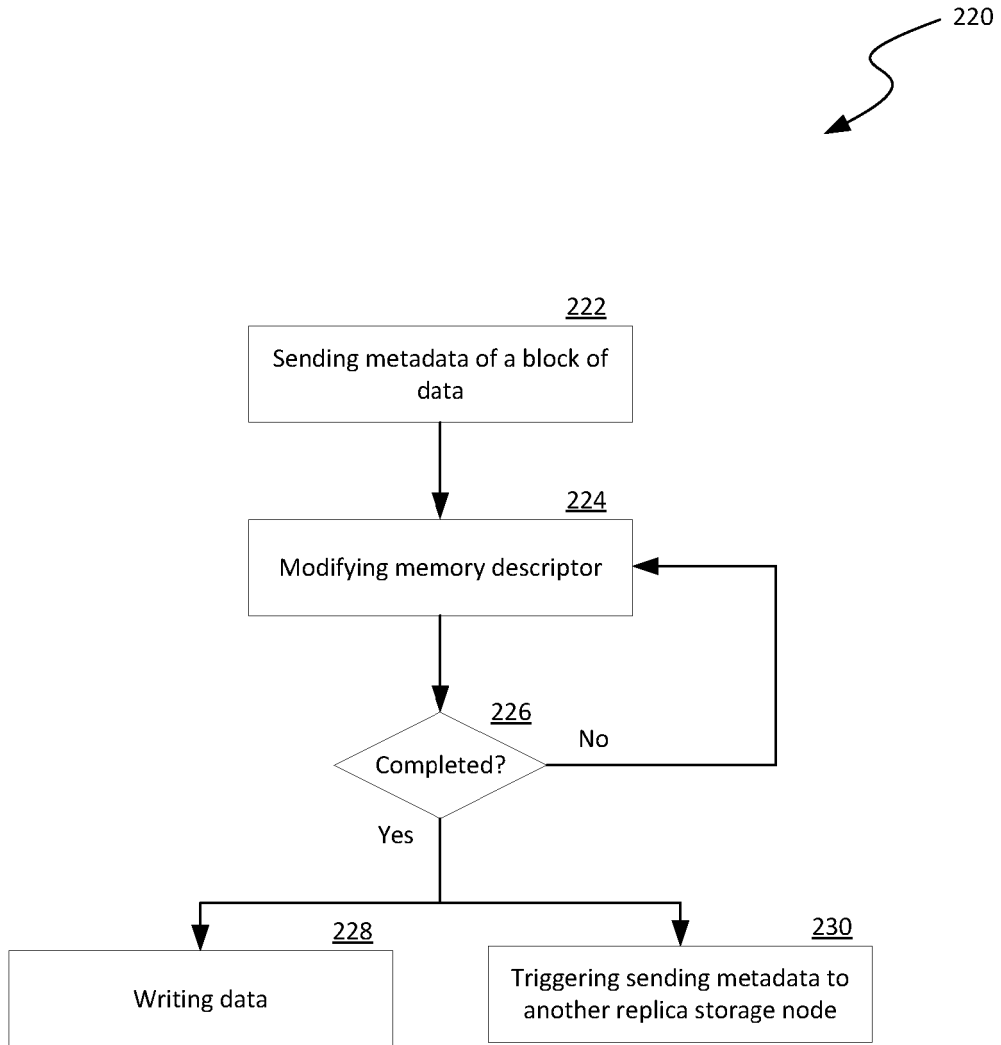 220
222
Sending metadata of a block of
data
224
Modifying memory descriptor
226
No
Completed?
Yes
228
Writing data
230
Triggering sending metadata to
another replica storage node